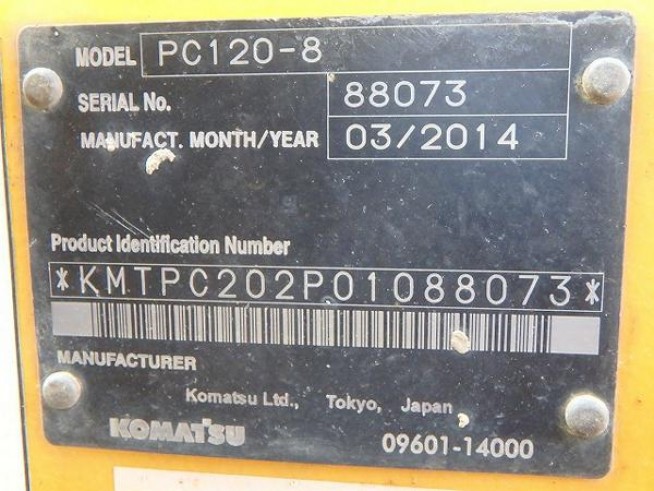 MODEL PC120-8
SERIAL No. 88073
MANUFACT. MONTH/YEAR 03/2014
Product Identification Number
*KMTPC202P01088073*
MANUFACTURER
Komatsu Ltd., Tokyo, Japan
KOMATSU 09601-14000